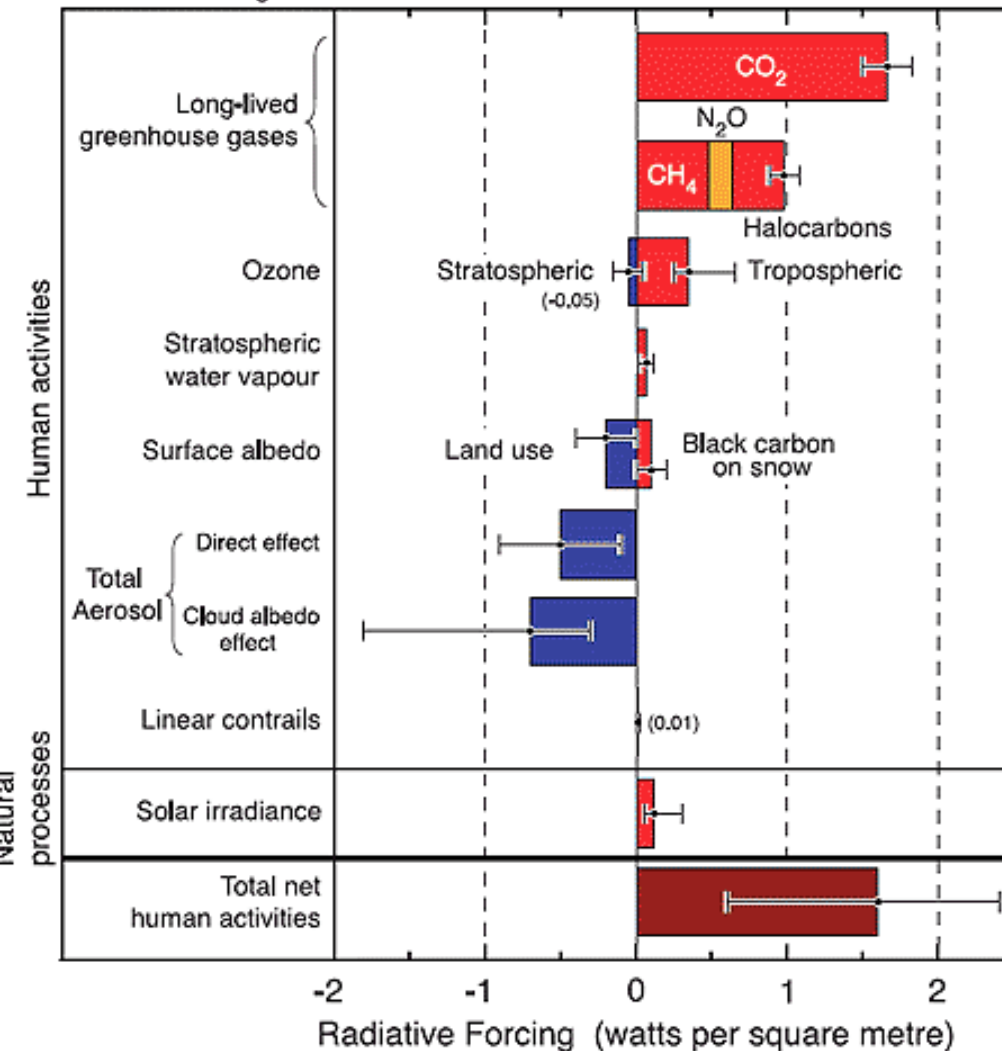 CO2
Long-lived
greenhouse gases
N2O
CH4
Halocarbons
Ozone
Stratospheric
(-0.05)
Tropospheric
Stratospheric
water vapour
Human activities
Surface albedo
Land use
Black carbon
on snow
Total
Aerosol
Direct effect
Cloud albedo
effect
Linear contrails
(0.01)
Natural
processes
Solar irradiance
Total net
human activities
-2 -1 0 1 2
Radiative Forcing (watts per square metre)